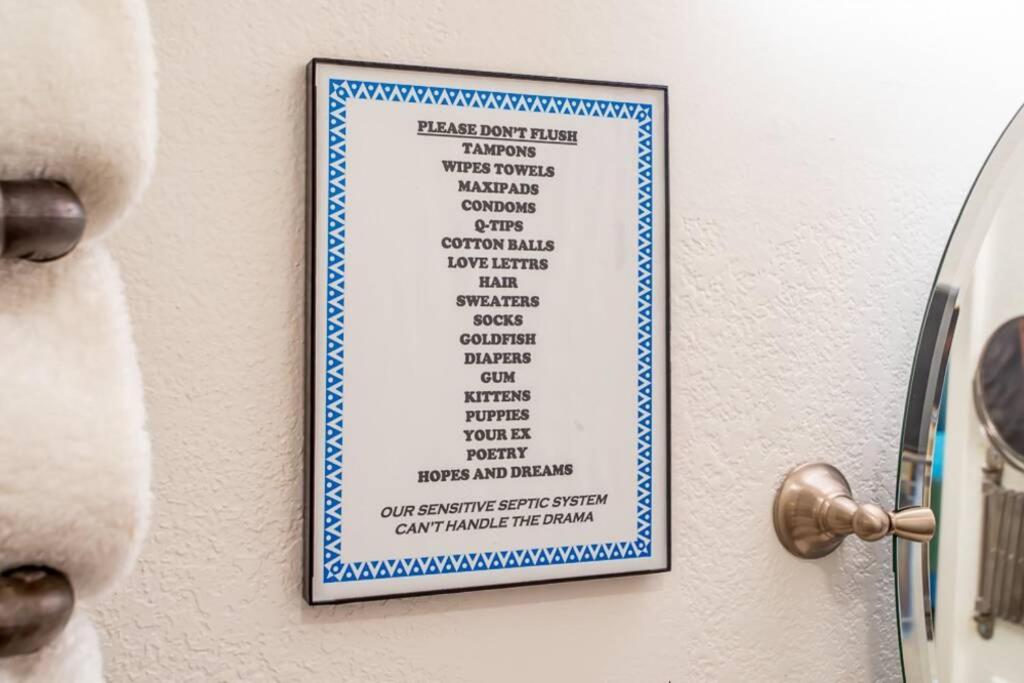 PLEASE DON'T FLUSH
TAMPONS
WIPES TOWELS
MAXIPADS
CONDOMS
Q-TIPS
COTTON BALLS
LOVE LETTRS
HAIR
SWEATERS
SOCKS
GOLDFISH
DIAPERS
GUM
KITTENS
PUPPIES
YOUR EX
POETRY
HOPES AND DREAMS
OUR SENSITIVE SEPTIC SYSTEM
CAN'T HANDLE THE DRAMA